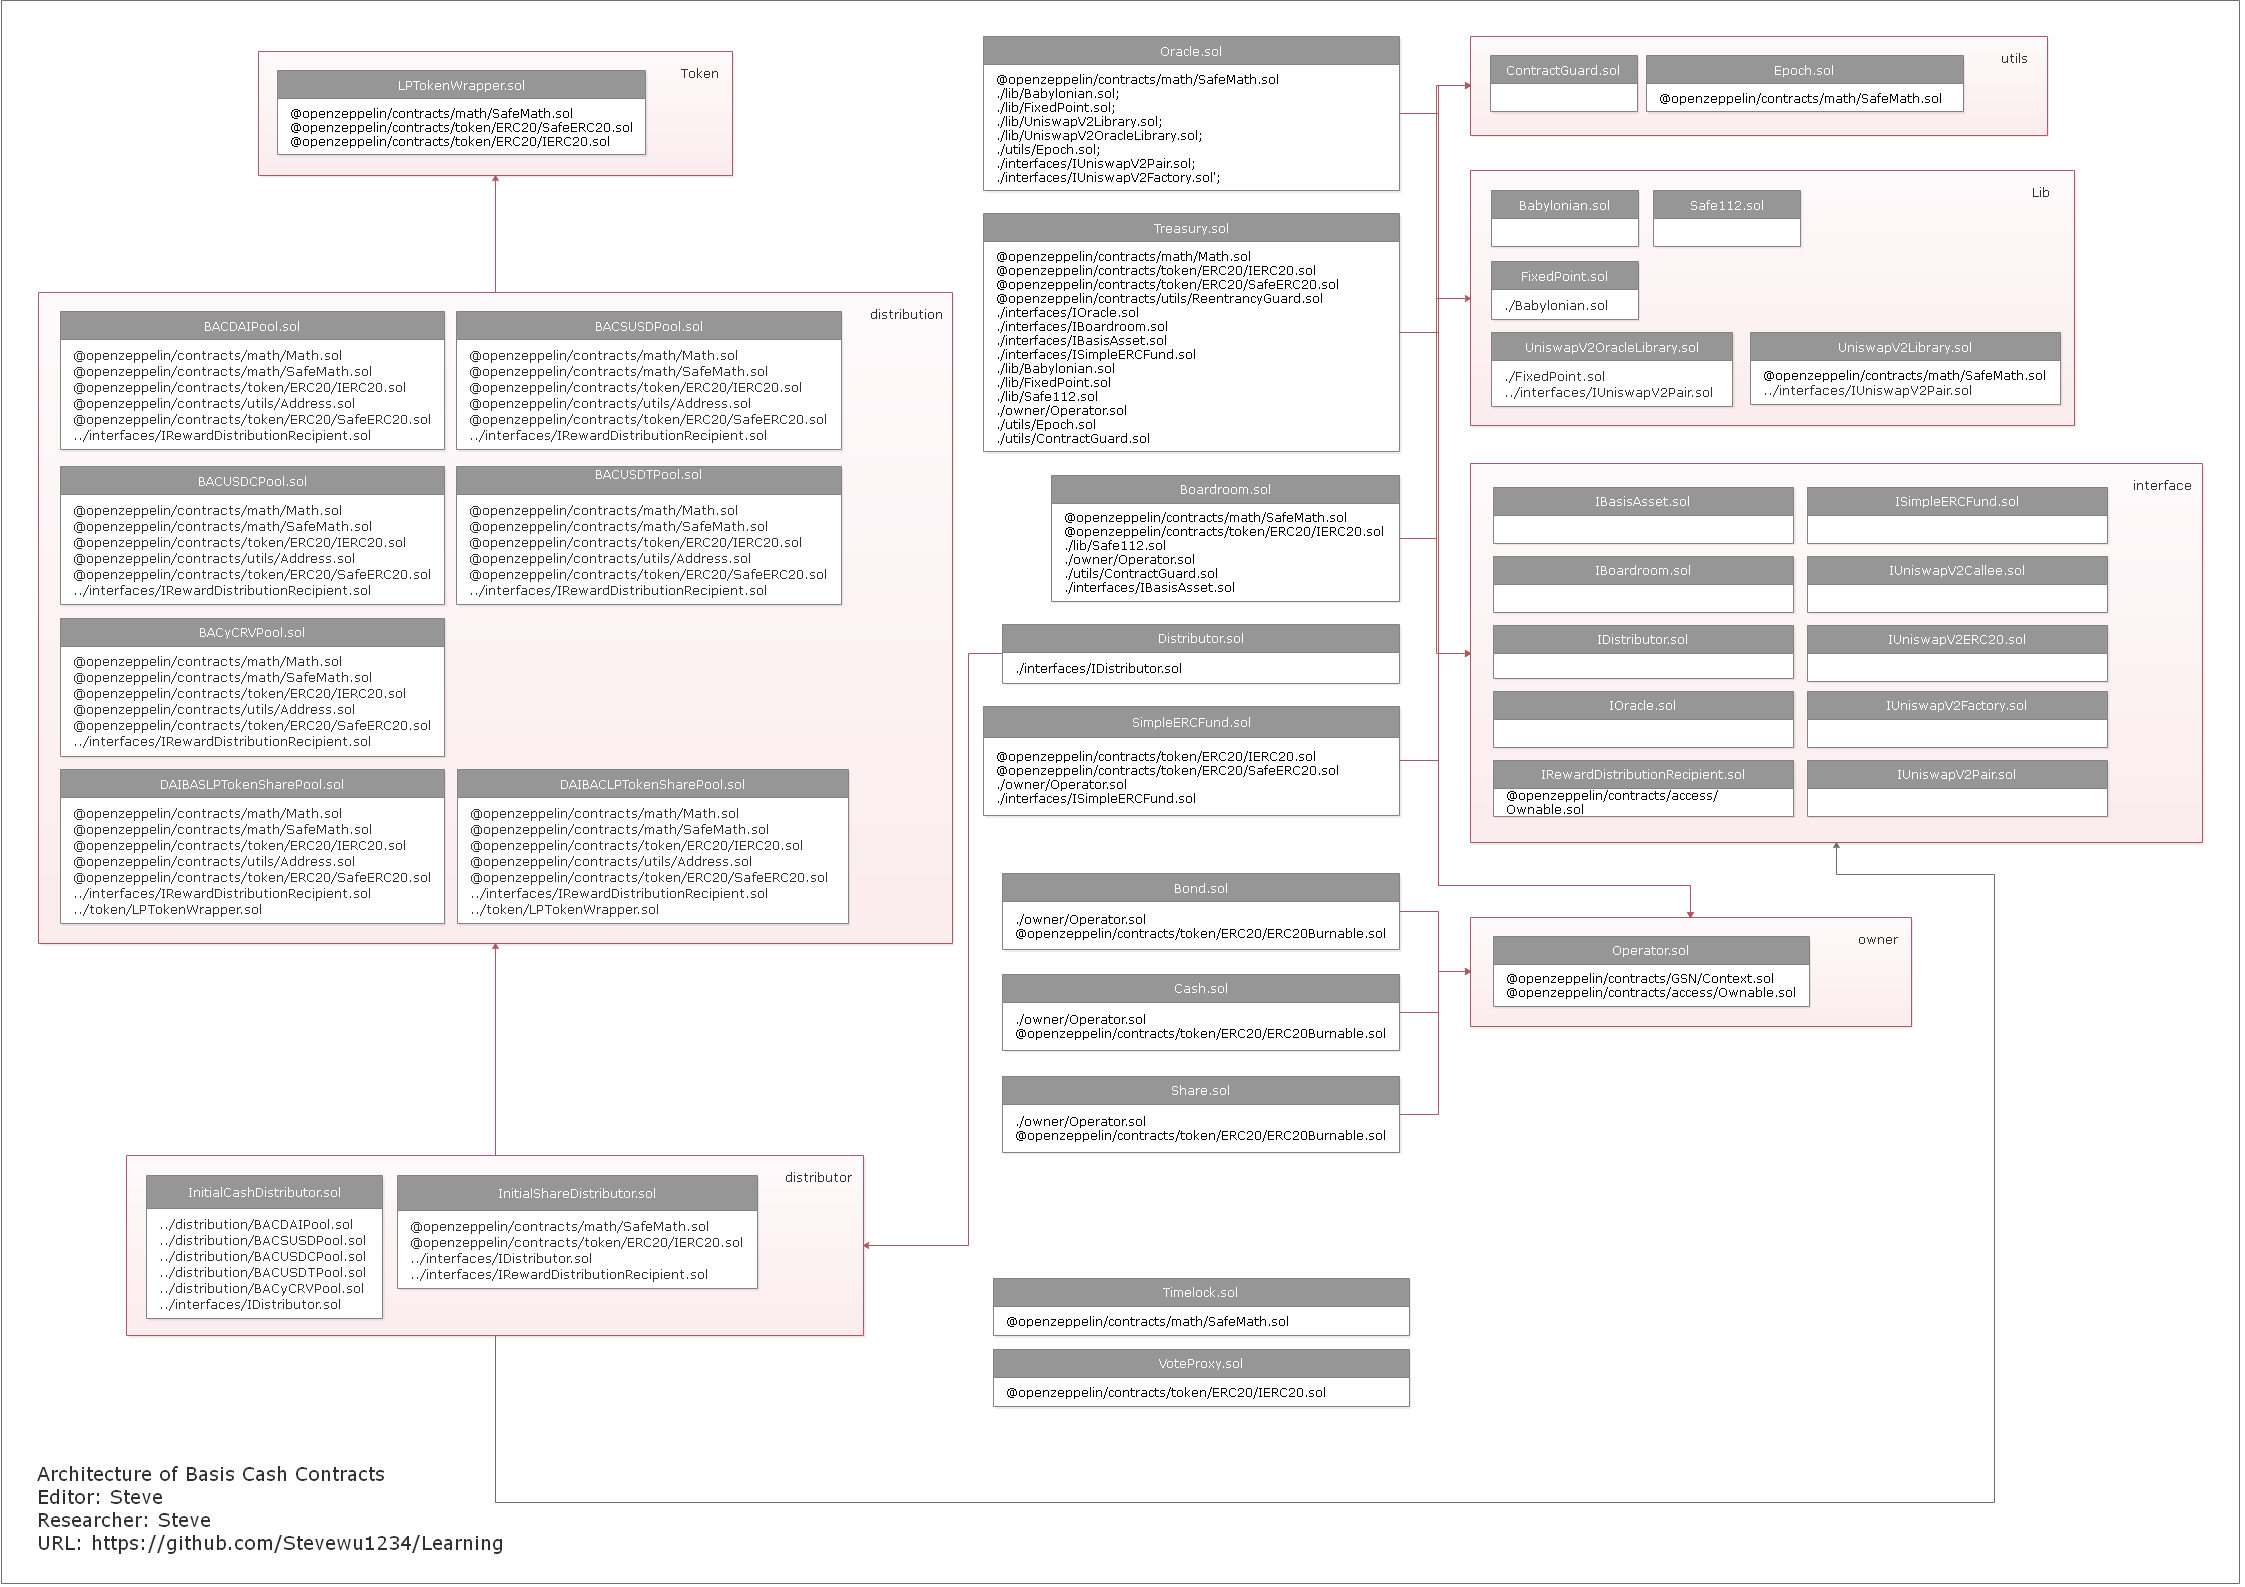 Token
LPTokenWrapper.sol
@openzeppelin/contracts/math/SafeMath.sol
@openzeppelin/contracts/token/ERC20/SafeERC20.sol
@openzeppelin/contracts/token/ERC20/IERC20.sol
distribution
BACDAIPool.sol
@openzeppelin/contracts/math/Math.sol
@openzeppelin/contracts/math/SafeMath.sol
@openzeppelin/contracts/token/ERC20/IERC20.sol
@openzeppelin/contracts/utils/Address.sol
@openzeppelin/contracts/token/ERC20/SafeERC20.sol
../interfaces/IRewardDistributionRecipient.sol
BACSUSDPool.sol
@openzeppelin/contracts/math/Math.sol
@openzeppelin/contracts/math/SafeMath.sol
@openzeppelin/contracts/token/ERC20/IERC20.sol
@openzeppelin/contracts/utils/Address.sol
@openzeppelin/contracts/token/ERC20/SafeERC20.sol
../interfaces/IRewardDistributionRecipient.sol
BACUSDCPool.sol
@openzeppelin/contracts/math/Math.sol
@openzeppelin/contracts/math/SafeMath.sol
@openzeppelin/contracts/token/ERC20/IERC20.sol
@openzeppelin/contracts/utils/Address.sol
@openzeppelin/contracts/token/ERC20/SafeERC20.sol
../interfaces/IRewardDistributionRecipient.sol
BACUSDTPool.sol
@openzeppelin/contracts/math/Math.sol
@openzeppelin/contracts/math/SafeMath.sol
@openzeppelin/contracts/token/ERC20/IERC20.sol
@openzeppelin/contracts/utils/Address.sol
@openzeppelin/contracts/token/ERC20/SafeERC20.sol
../interfaces/IRewardDistributionRecipient.sol
BACyCRVPool.sol
@openzeppelin/contracts/math/Math.sol
@openzeppelin/contracts/math/SafeMath.sol
@openzeppelin/contracts/token/ERC20/IERC20.sol
@openzeppelin/contracts/utils/Address.sol
@openzeppelin/contracts/token/ERC20/SafeERC20.sol
../interfaces/IRewardDistributionRecipient.sol
DAIBASLPTokenSharePool.sol
@openzeppelin/contracts/math/Math.sol
@openzeppelin/contracts/math/SafeMath.sol
@openzeppelin/contracts/token/ERC20/IERC20.sol
@openzeppelin/contracts/utils/Address.sol
@openzeppelin/contracts/token/ERC20/SafeERC20.sol
../interfaces/IRewardDistributionRecipient.sol
../token/LPTokenWrapper.sol
DAIBACLPTokenSharePool.sol
@openzeppelin/contracts/math/Math.sol
@openzeppelin/contracts/math/SafeMath.sol
@openzeppelin/contracts/token/ERC20/IERC20.sol
@openzeppelin/contracts/utils/Address.sol
@openzeppelin/contracts/token/ERC20/SafeERC20.sol
../interfaces/IRewardDistributionRecipient.sol
../token/LPTokenWrapper.sol
distributor
InitialCashDistributor.sol
../distribution/BACDAIPool.sol
../distribution/BACSUSDPool.sol
../distribution/BACUSDCPool.sol
../distribution/BACUSDTPool.sol
../distribution/BACyCRVPool.sol
../interfaces/IDistributor.sol
InitialShareDistributor.sol
@openzeppelin/contracts/math/SafeMath.sol
@openzeppelin/contracts/token/ERC20/IERC20.sol
../interfaces/IDistributor.sol
../interfaces/IRewardDistributionRecipient.sol
Oracle.sol
@openzeppelin/contracts/math/SafeMath.sol
./lib/Babylonian.sol;
./lib/FixedPoint.sol;
./lib/UniswapV2Library.sol;
./lib/UniswapV2OracleLibrary.sol;
./utils/Epoch.sol;
./interfaces/IUniswapV2Pair.sol;
./interfaces/IUniswapV2Factory.sol';
Treasury.sol
@openzeppelin/contracts/math/Math.sol
@openzeppelin/contracts/token/ERC20/IERC20.sol
@openzeppelin/contracts/token/ERC20/SafeERC20.sol
@openzeppelin/contracts/utils/ReentrancyGuard.sol
./interfaces/IOracle.sol
./interfaces/IBoardroom.sol
./interfaces/IBasisAsset.sol
./interfaces/ISimpleERCFund.sol
./lib/Babylonian.sol
./lib/FixedPoint.sol
./lib/Safe112.sol
./owner/Operator.sol
./utils/Epoch.sol
./utils/ContractGuard.sol
Boardroom.sol
@openzeppelin/contracts/math/SafeMath.sol
@openzeppelin/contracts/token/ERC20/IERC20.sol
./lib/Safe112.sol
./owner/Operator.sol
./utils/ContractGuard.sol
./interfaces/IBasisAsset.sol
Distributor.sol
./interfaces/IDistributor.sol
SimpleERCFund.sol
@openzeppelin/contracts/token/ERC20/IERC20.sol
@openzeppelin/contracts/token/ERC20/SafeERC20.sol
./owner/Operator.sol
./interfaces/ISimpleERCFund.sol
Bond.sol
./owner/Operator.sol
@openzeppelin/contracts/token/ERC20/ERC20Burnable.sol
Cash.sol
./owner/Operator.sol
@openzeppelin/contracts/token/ERC20/ERC20Burnable.sol
Share.sol
./owner/Operator.sol
@openzeppelin/contracts/token/ERC20/ERC20Burnable.sol
Timelock.sol
@openzeppelin/contracts/math/SafeMath.sol
VoteProxy.sol
@openzeppelin/contracts/token/ERC20/IERC20.sol
utils
ContractGuard.sol
Epoch.sol
@openzeppelin/contracts/math/SafeMath.sol
Lib
Babylonian.sol
Safe112.sol
FixedPoint.sol
./Babylonian.sol
UniswapV2OracleLibrary.sol
./FixedPoint.sol
../interfaces/IUniswapV2Pair.sol
UniswapV2Library.sol
@openzeppelin/contracts/math/SafeMath.sol
../interfaces/IUniswapV2Pair.sol
interface
IBasisAsset.sol
ISimpleERCFund.sol
IBoardroom.sol
IUniswapV2Callee.sol
IDistributor.sol
IUniswapV2ERC20.sol
IOracle.sol
IUniswapV2Factory.sol
IRewardDistributionRecipient.sol
@openzeppelin/contracts/access/
Ownable.sol
IUniswapV2Pair.sol
owner
Operator.sol
@openzeppelin/contracts/GSN/Context.sol
@openzeppelin/contracts/access/Ownable.sol
Architecture of Basis Cash Contracts
Editor: Steve
Researcher: Steve
URL: https://github.com/Stevewu1234/Learning